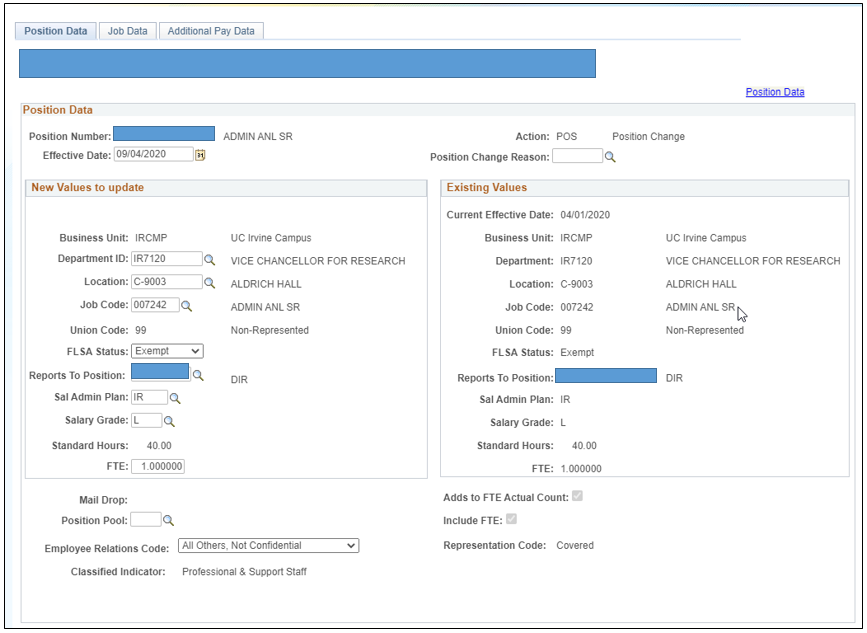 Position Data Job Data Additional Pay Data
Position Data
Position Data
Position Number: ADMIN ANL SR Action: POS Position Change
Effective Date: 09/04/2020 Position Change Reason:
New Values to update
Business Unit: IRCMP UC Irvine Campus
Department ID: IR7120 VICE CHANCELLOR FOR RESEARCH
Location: C-9003 ALDRICH HALL
Job Code: 007242 ADMIN ANL SR
Union Code: 99 Non-Represented
FLSA Status: Exempt
Reports To Position: DIR
Sal Admin Plan: IR
Salary Grade: L
Standard Hours: 40.00
FTE: 1.000000
Existing Values
Current Effective Date: 04/01/2020
Business Unit: IRCMP UC Irvine Campus
Department: IR7120 VICE CHANCELLOR FOR RESEARCH
Location: C-9003 ALDRICH HALL
Job Code: 007242 ADMIN ANL SR
Union Code: 99 Non-Represented
FLSA Status: Exempt
Reports To Position: DIR
Sal Admin Plan: IR
Salary Grade: L
Standard Hours: 40.00
FTE: 1.000000
Mail Drop:
Position Pool:
Employee Relations Code: All Others, Not Confidential
Classified Indicator: Professional & Support Staff
Adds to FTE Actual Count:
Include FTE:
Representation Code: Covered